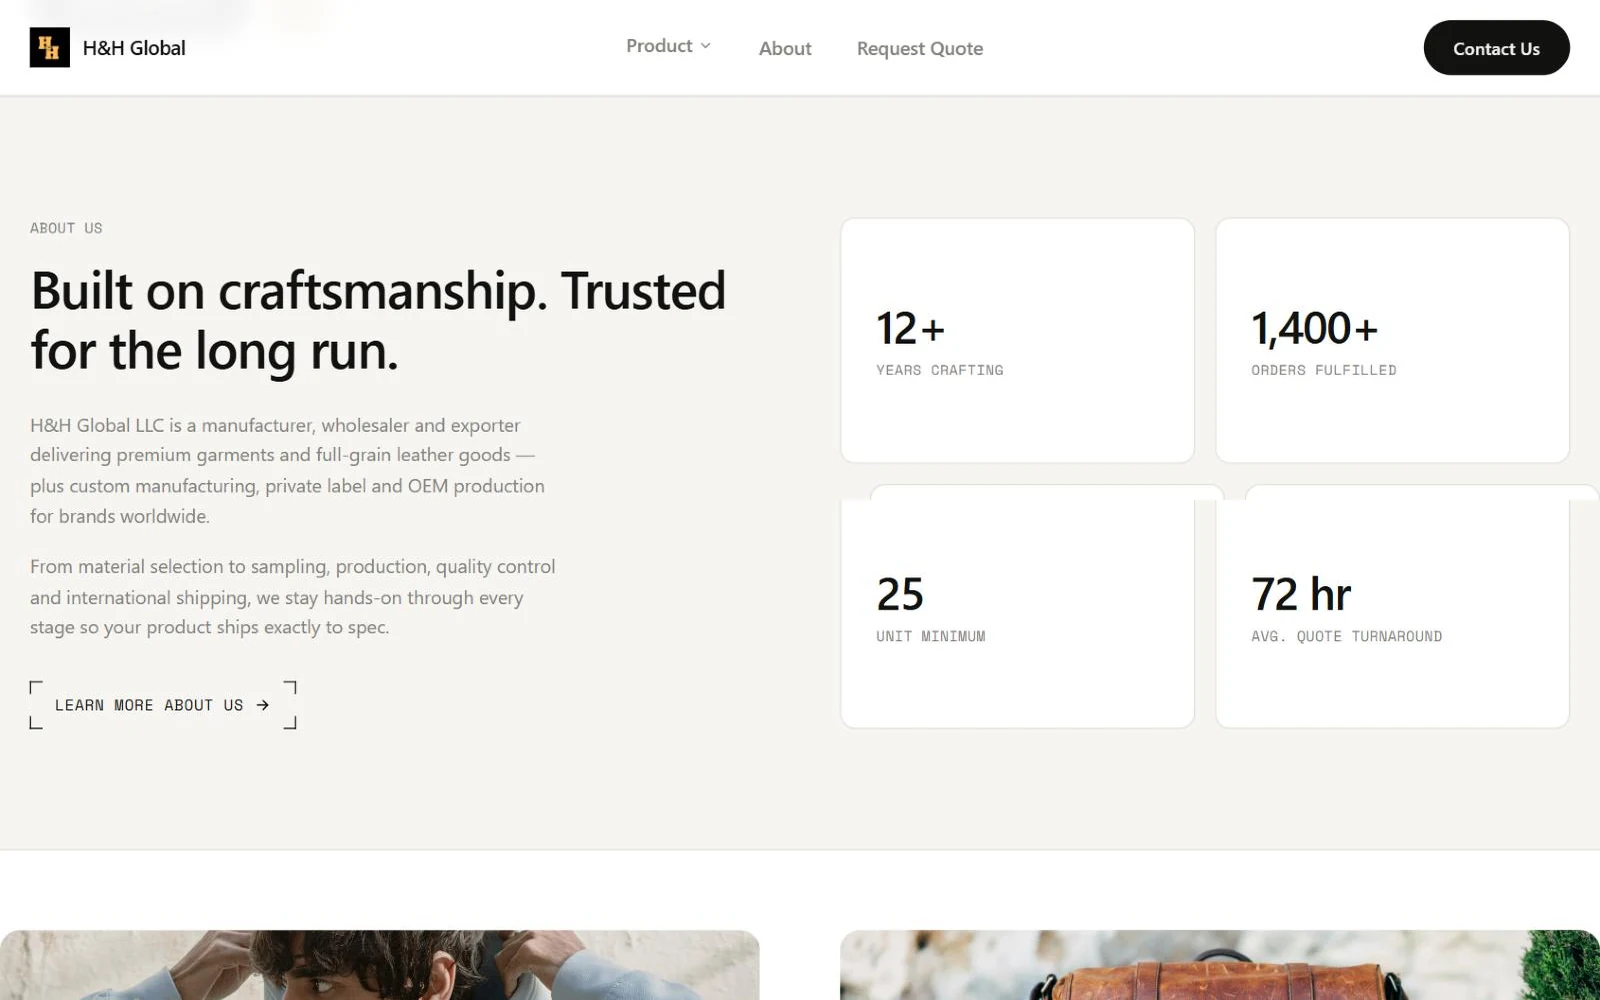 H&H Global
Product
About
Request Quote
Contact Us
ABOUT US
Built on craftsmanship. Trusted
for the long run.
H&H Global LLC is a manufacturer, wholesaler and exporter
delivering premium garments and full-grain leather goods —
plus custom manufacturing, private label and OEM production
for brands worldwide.
From material selection to sampling, production, quality control
and international shipping, we stay hands-on through every
stage so your product ships exactly to spec.
LEARN MORE ABOUT US →
12+
YEARS CRAFTING
1,400+
ORDERS FULFILLED
25
UNIT MINIMUM
72 hr
AVG. QUOTE TURNAROUND